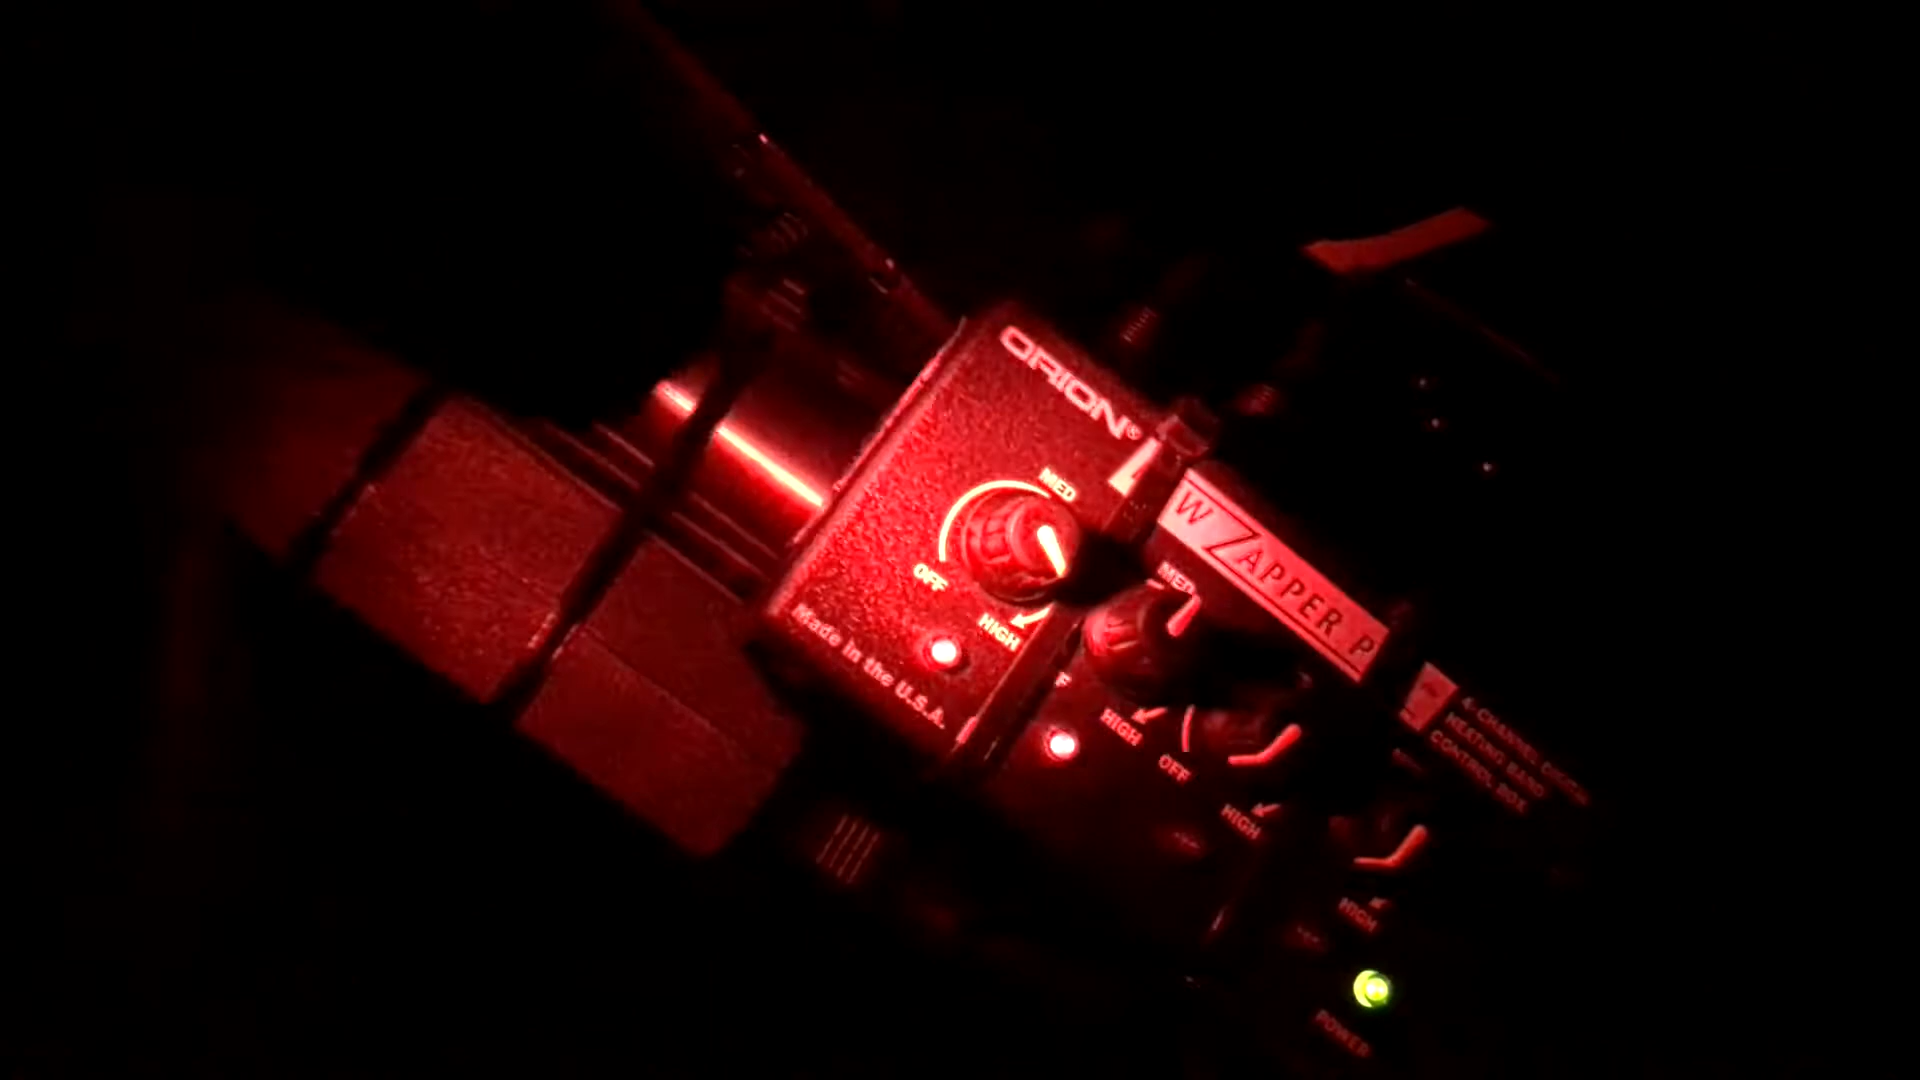 ORION®
W ZAPPER P
4-CHANNEL DIGITAL
HEATING BAND
CONTROL BOX
MED
OFF
HIGH
MED
F
HIGH
OFF
HIGH
HIGH
Made in the U.S.A.
POWER